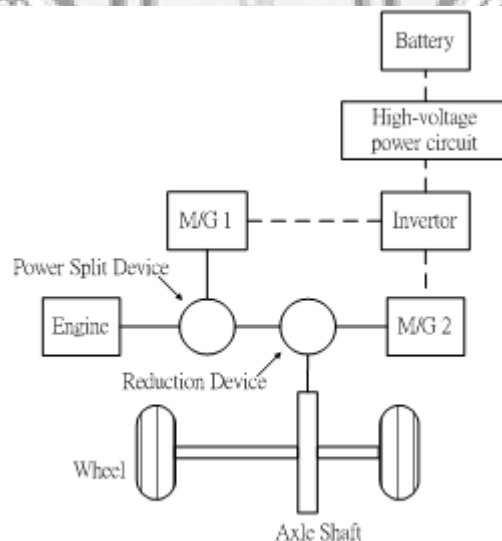 Battery
High-voltage
power circuit
M/G 1
Invertor
Power Split Device
Engine
M/G 2
Reduction Device
Wheel
Axle Shaft